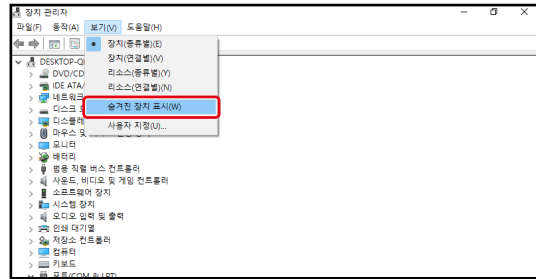 장치 관리자
파일(F) 동작(A) 보기(V) 도움말(H)
장치(종류별)(E)
장치(연결별)(V)
리소스(종류별)(Y)
리소스(연결별)(N)
숨겨진 장치 표시(W)
사용자 지정(U)...
DESKTOP-
DVD/CD
IDE ATA/
네트워크
디스크
디스플레
마우스 및
모니터
배터리
범용 직렬 버스 컨트롤러
사운드, 비디오 및 게임 컨트롤러
소프트웨어 장치
시스템 장치
오디오 입력 및 출력
인쇄 대기열
저장소 컨트롤러
컴퓨터
키보드
포트(COM & LPT)